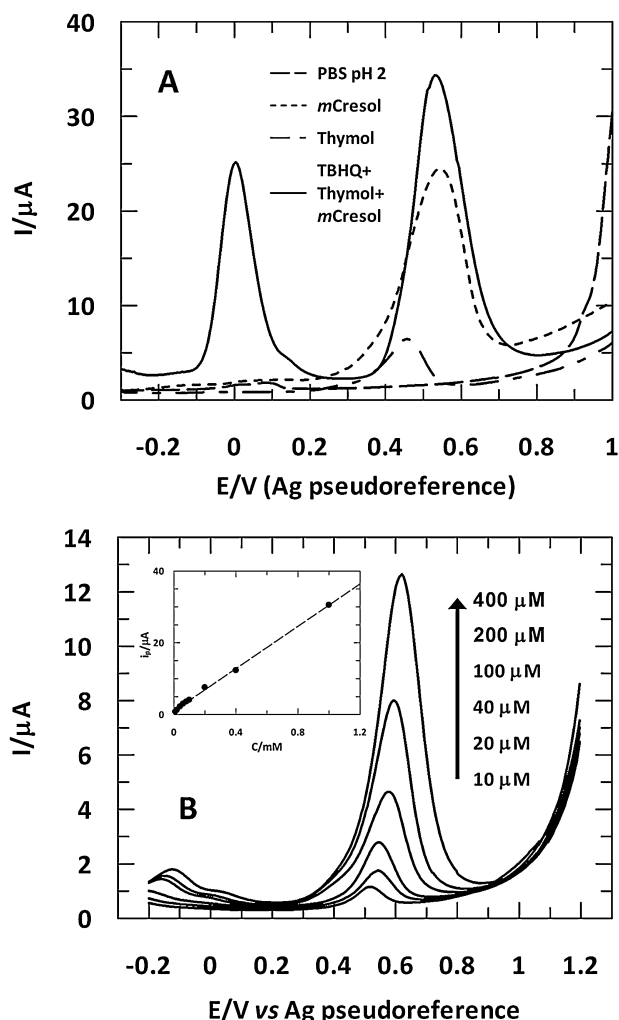 40
30
20
10
0
I/µA
A
PBS pH 2
mCresol
Thymol
TBHQ+
Thymol+
mCresol
-0.2 0 0.2 0.4 0.6 0.8 1
E/V (Ag pseudoreference)
14
12
10
8
6
4
2
0
I/µA
40
20
0
iₚ/µA
0 0.4 0.8 1.2
C/mM
400 µM
200 µM
100 µM
40 µM
20 µM
10 µM
B
-0.2 0 0.2 0.4 0.6 0.8 1 1.2
E/V vs Ag pseudoreference